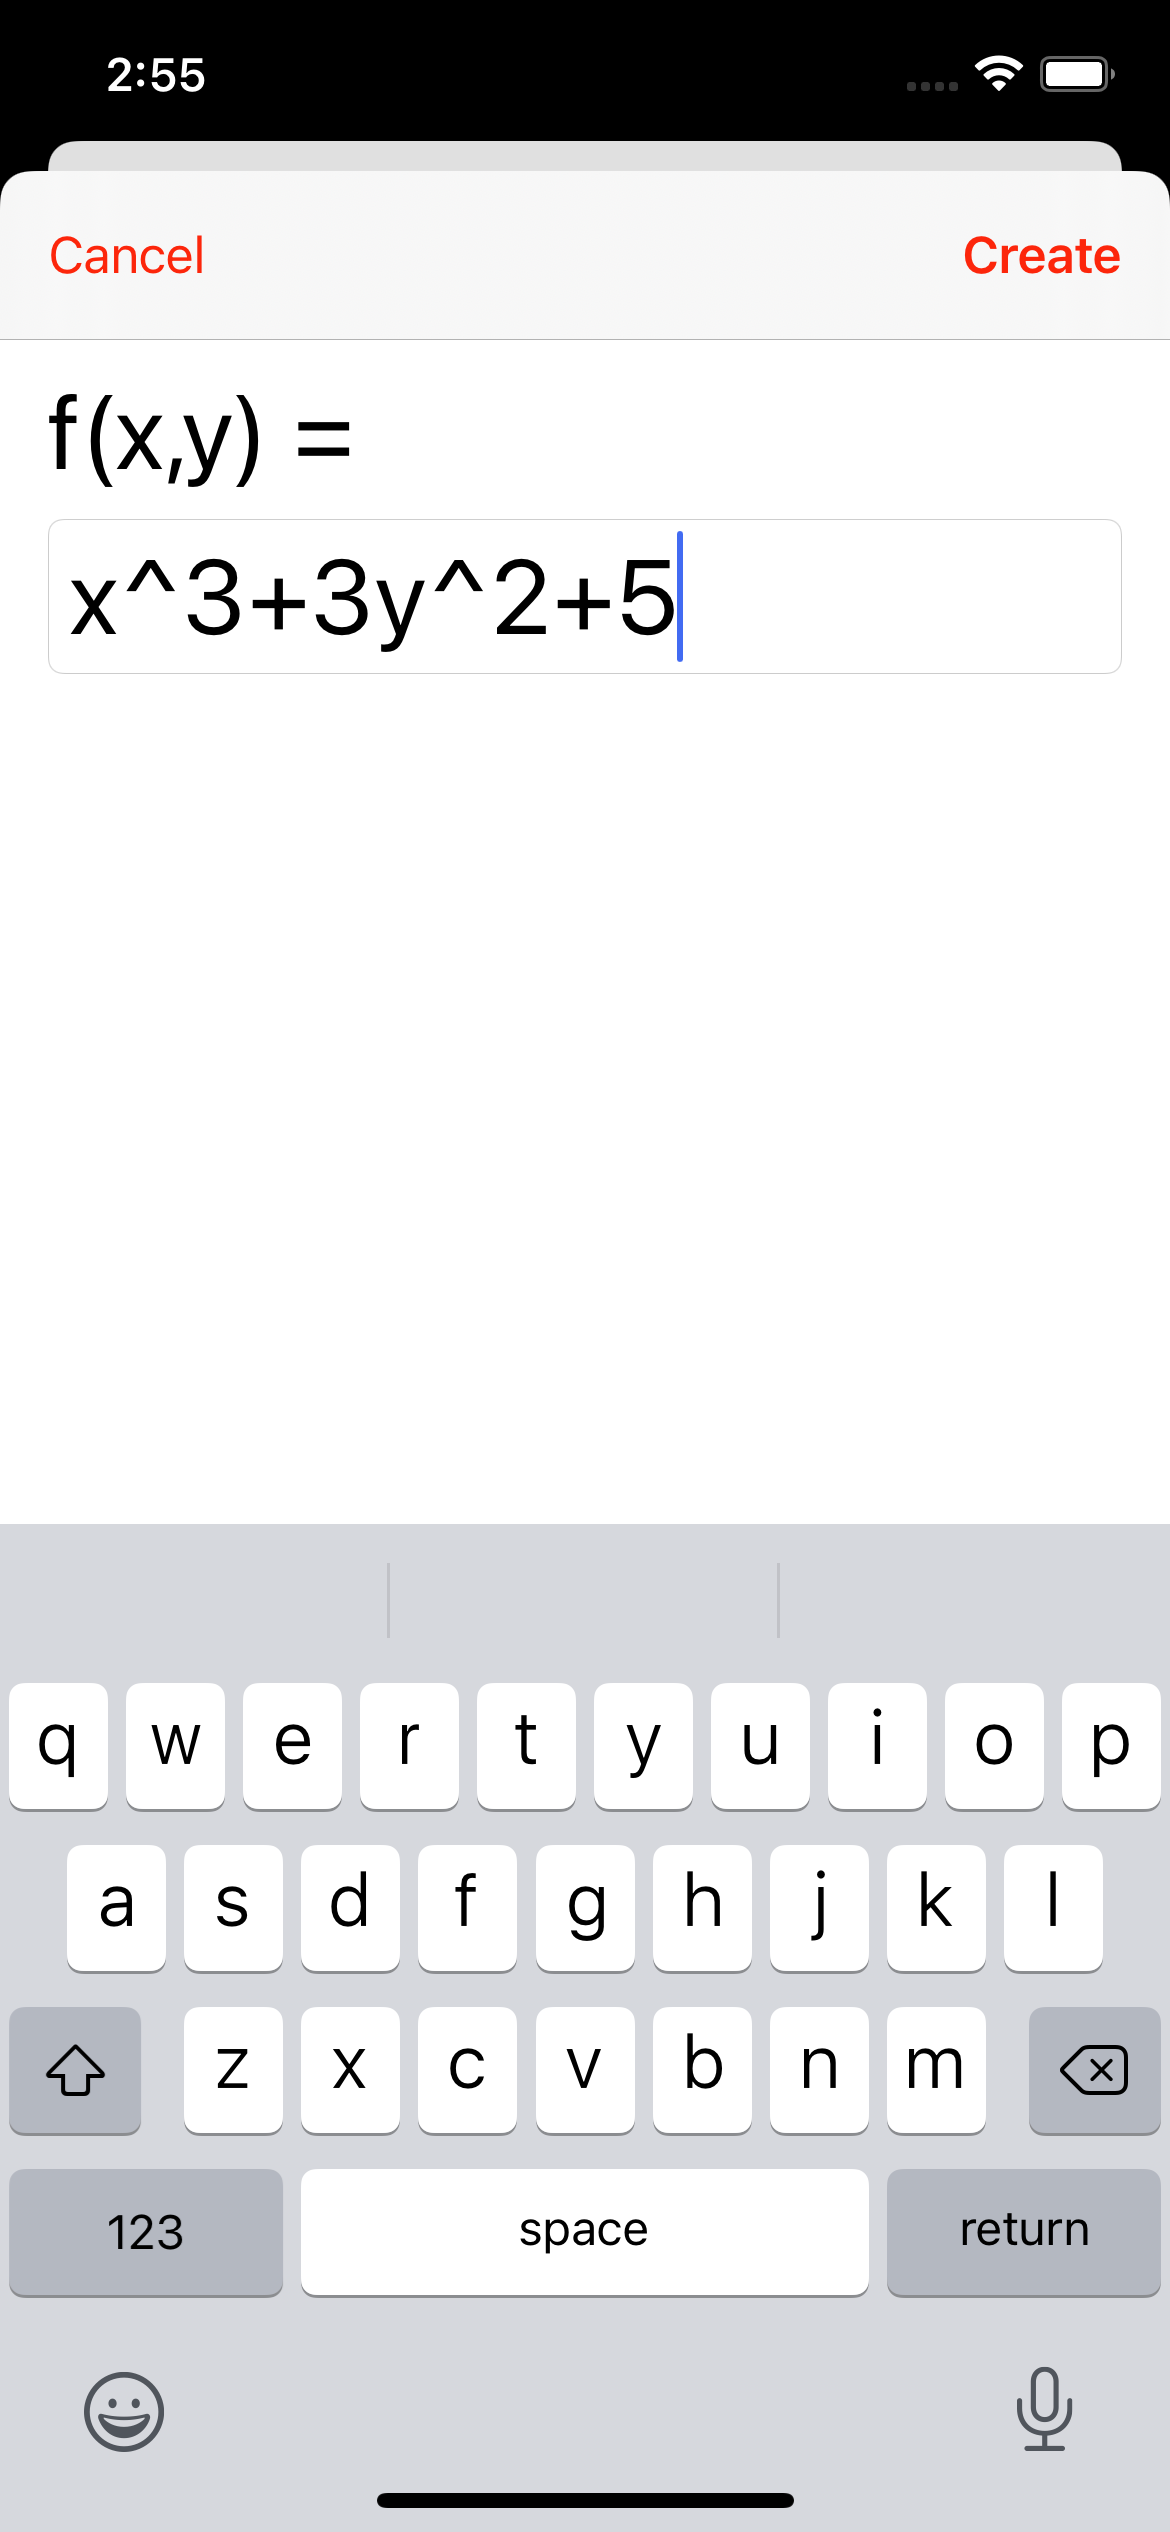 2:55
Cancel Create
f(x,y) =
x^3+3y^2+5
q w e r t y u i o p
a s d f g h j k l
z x c v b n m
123 space return